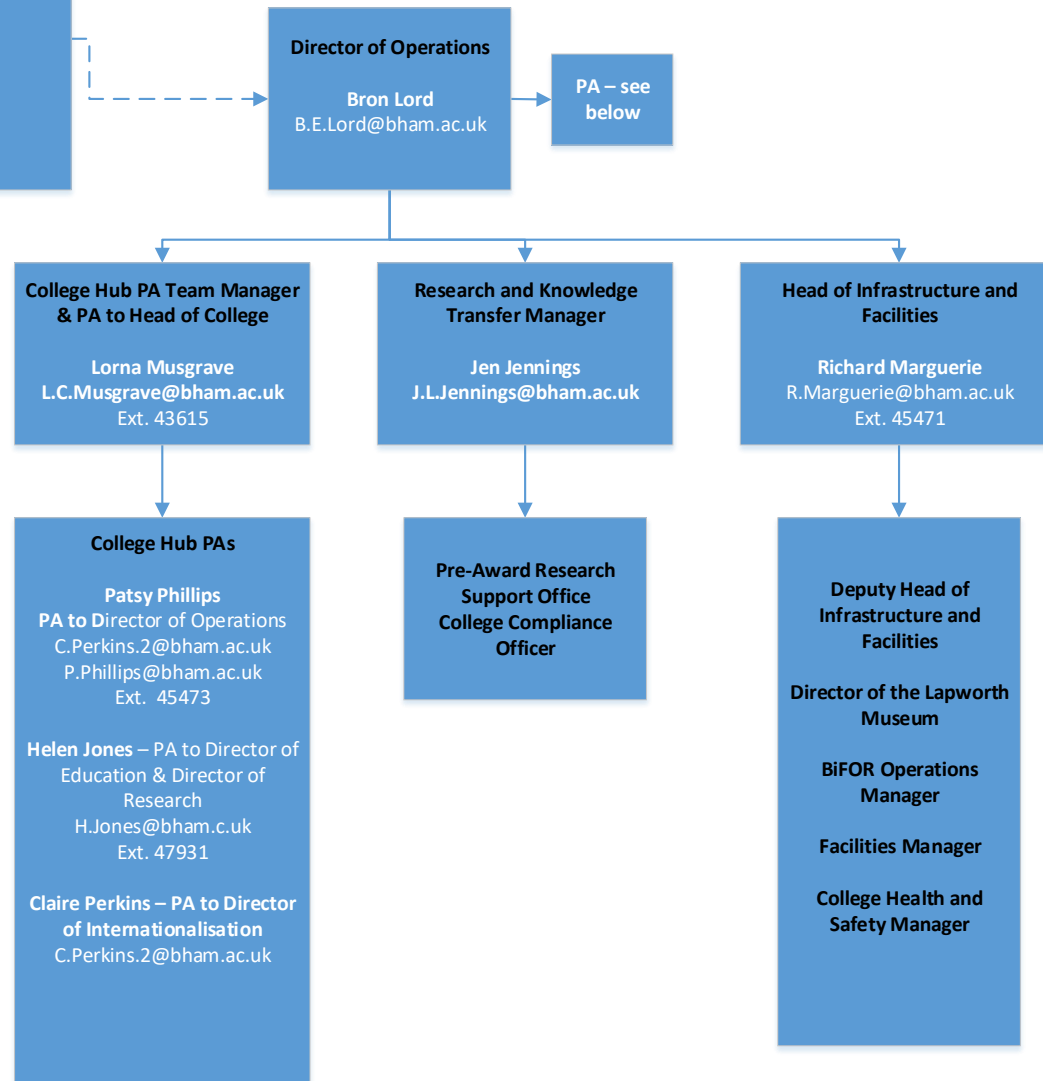 Director of Operations
Bron Lord
B.E.Lord@bham.ac.uk
PA – see
below
College Hub PA Team Manager
& PA to Head of College
Lorna Musgrave
L.C.Musgrave@bham.ac.uk
Ext. 43615
Research and Knowledge
Transfer Manager
Jen Jennings
J.L.Jennings@bham.ac.uk
Head of Infrastructure and
Facilities
Richard Marguerie
R.Marguerie@bham.ac.uk
Ext. 45471
College Hub PAs
Patsy Phillips
PA to Director of Operations
C.Perkins.2@bham.ac.uk
P.Phillips@bham.ac.uk
Ext.  45473
Helen Jones – PA to Director of
Education & Director of
Research
H.Jones@bham.c.uk
Ext. 47931
Claire Perkins – PA to Director
of Internationalisation
C.Perkins.2@bham.ac.uk
Pre-Award Research
Support Office
College Compliance
Officer
Deputy Head of
Infrastructure and
Facilities
Director of the Lapworth
Museum
BiFOR Operations
Manager
Facilities Manager
College Health and
Safety Manager